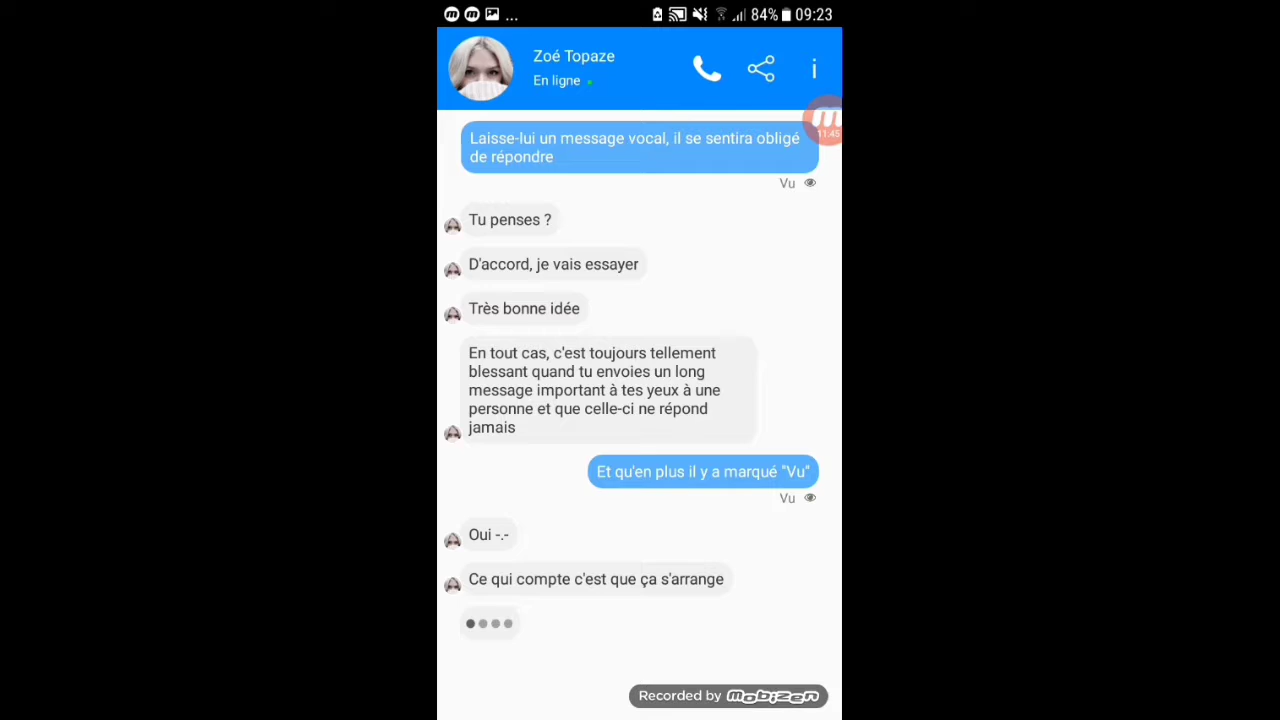 ... 84% 09:23
Zoé Topaze
En ligne
11:45
Laisse-lui un message vocal, il se sentira obligé
de répondre
Vu
Tu penses ?
D'accord, je vais essayer
Très bonne idée
En tout cas, c'est toujours tellement
blessant quand tu envoies un long
message important à tes yeux à une
personne et que celle-ci ne répond
jamais
Et qu'en plus il y a marqué "Vu"
Vu
Oui -.-
Ce qui compte c'est que ça s'arrange
Recorded by mobizen